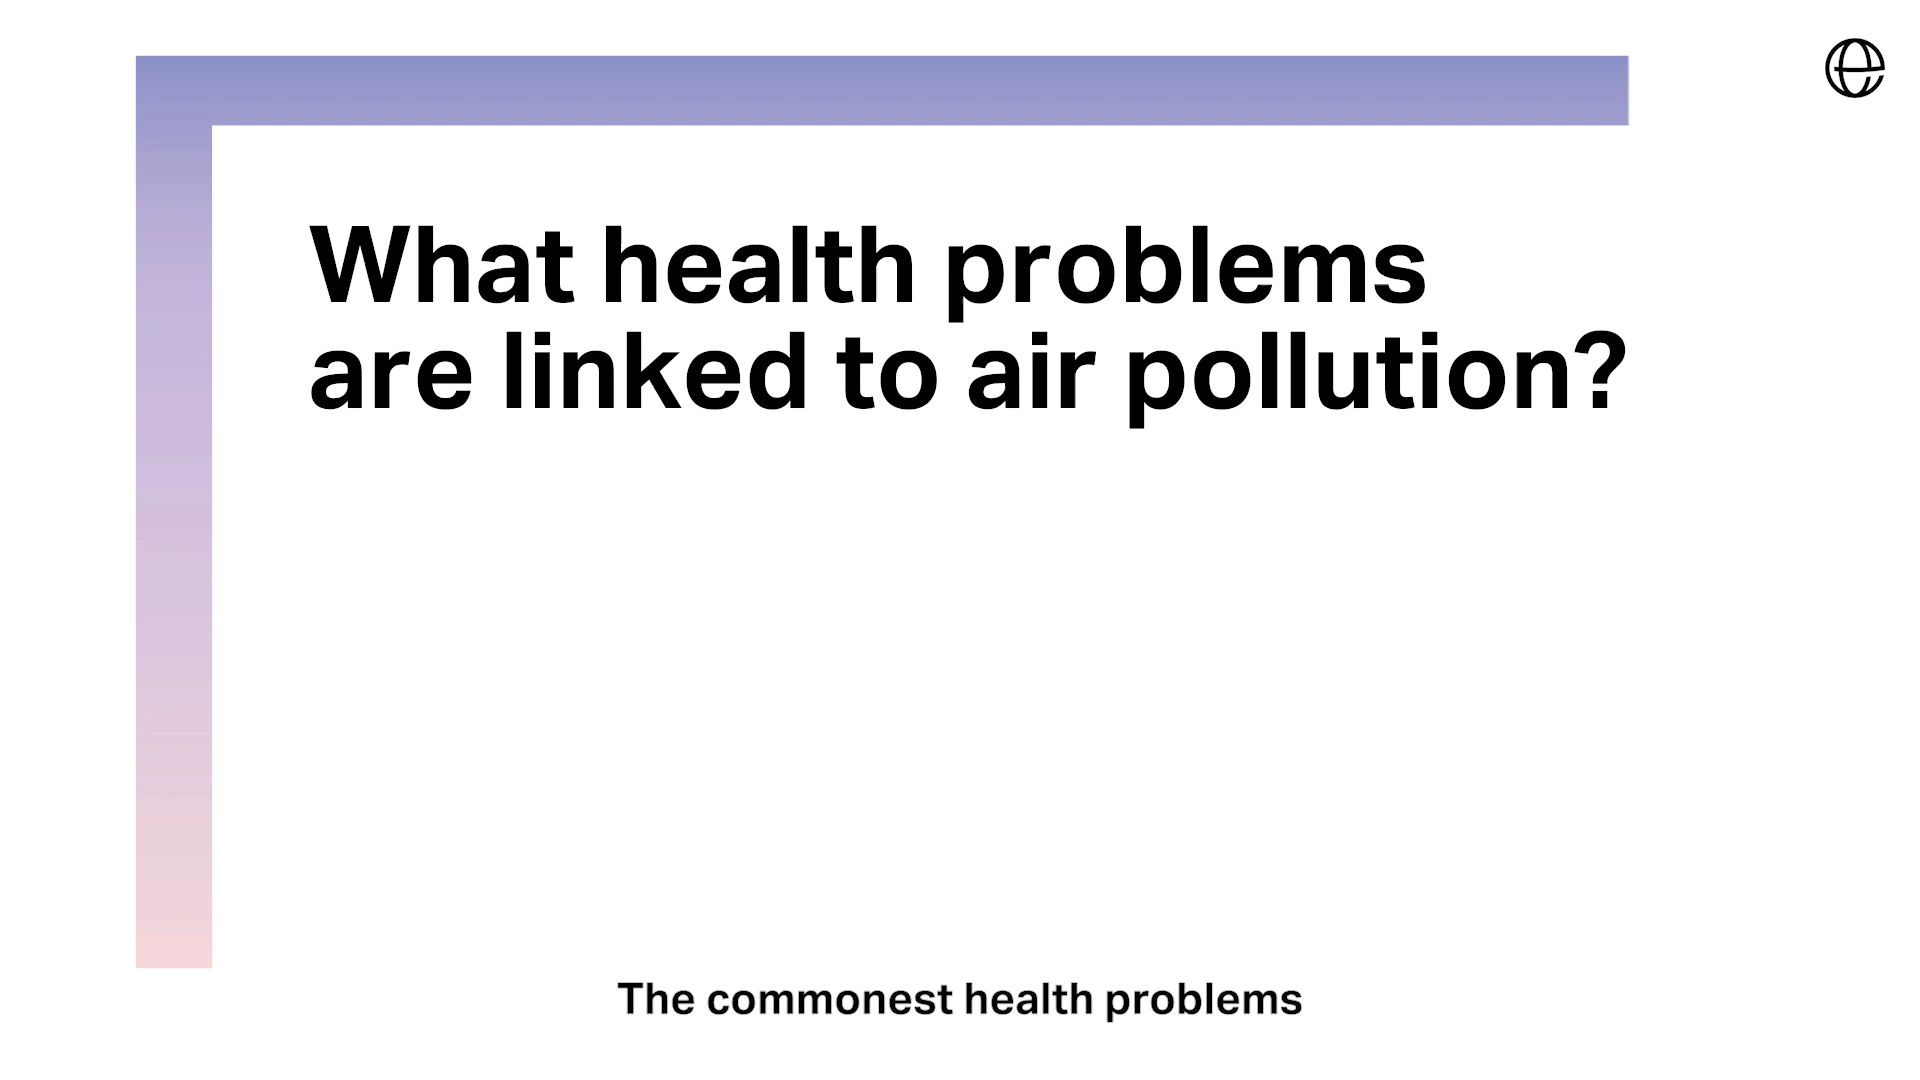 What health problems
are linked to air pollution?
The commonest health problems